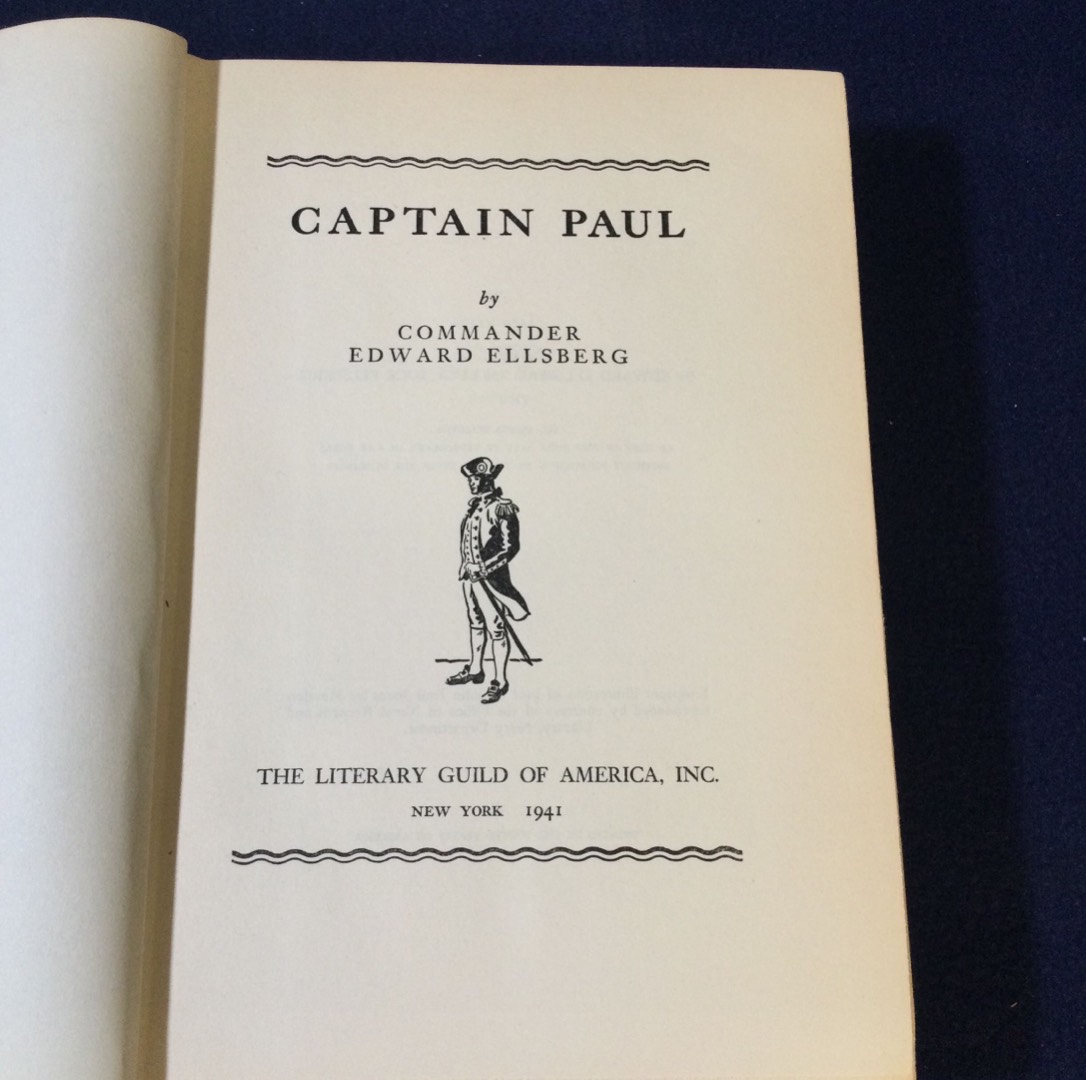 CAPTAIN PAUL
by
COMMANDER
EDWARD ELLSBERG
THE LITERARY GUILD OF AMERICA, INC.
NEW YORK 1941